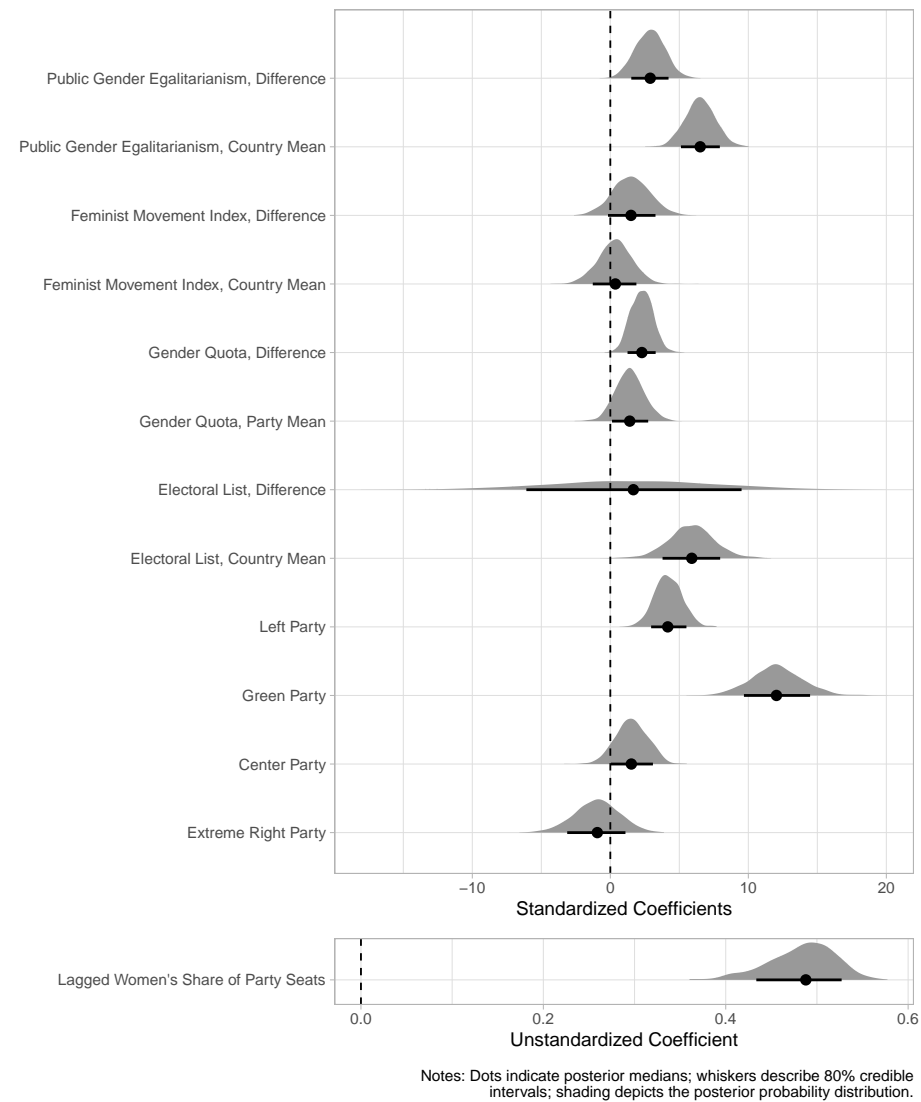 Public Gender Egalitarianism, Difference
Public Gender Egalitarianism, Country Mean
Feminist Movement Index, Difference
Feminist Movement Index, Country Mean
Gender Quota, Difference
Gender Quota, Party Mean
Electoral List, Difference
Electoral List, Country Mean
Left Party
Green Party
Center Party
Extreme Right Party
−10 0 10 20
Standardized Coefficients
Lagged Women's Share of Party Seats
0.0 0.2 0.4 0.6
Unstandardized Coefficient
Notes: Dots indicate posterior medians; whiskers describe 80% credible
intervals; shading depicts the posterior probability distribution.